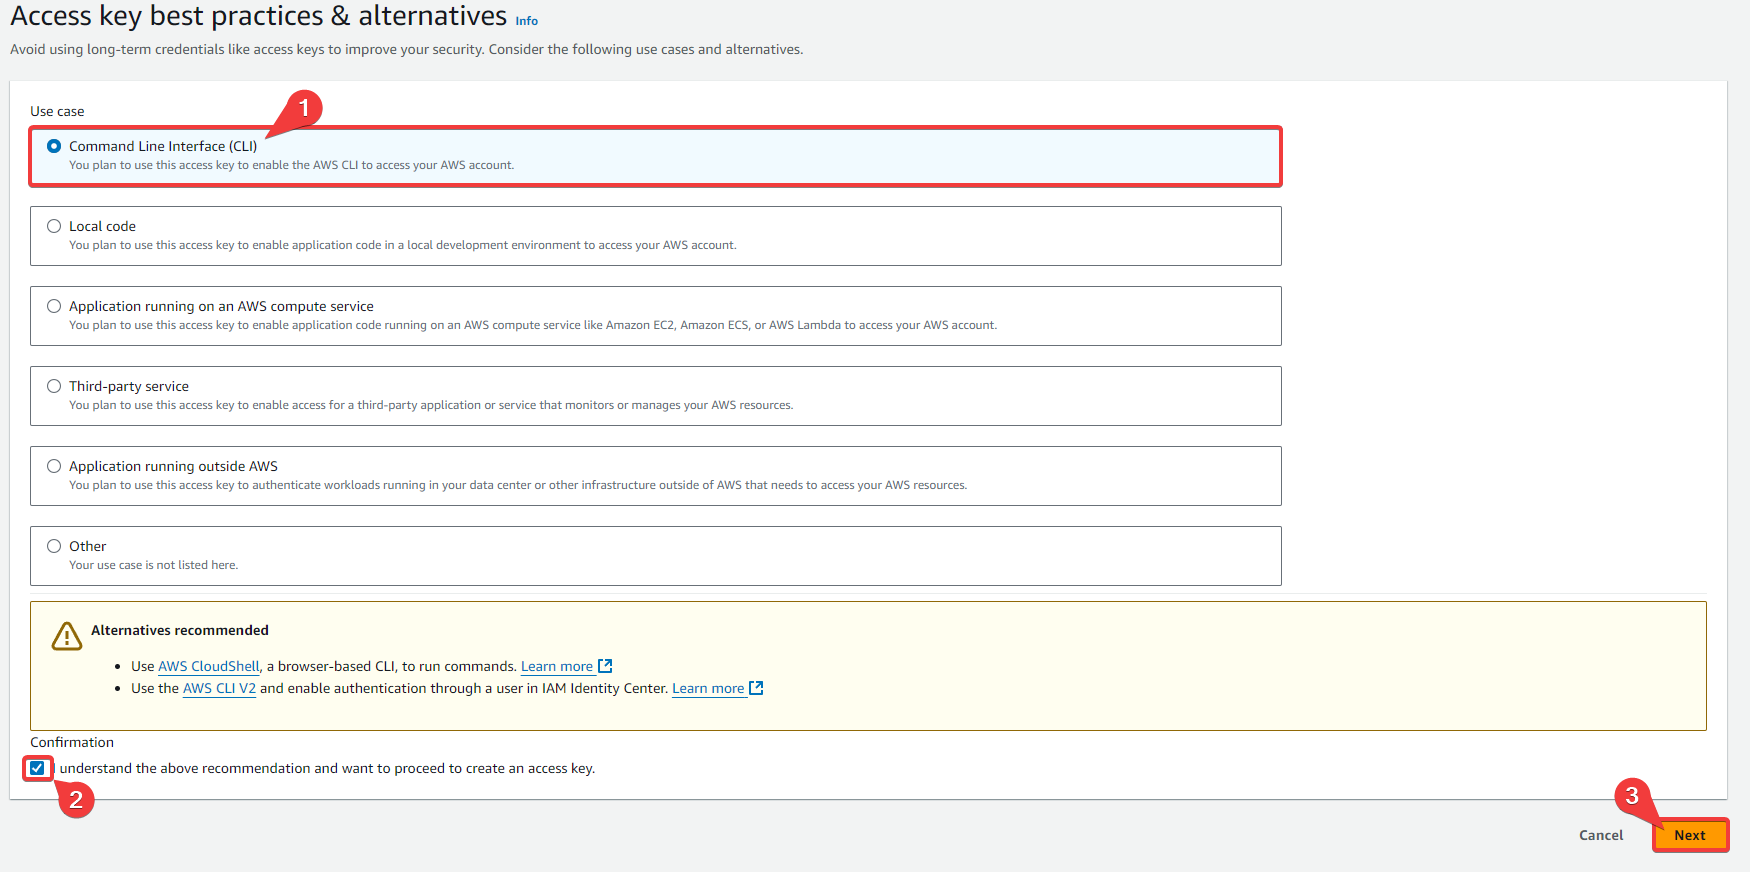 Access key best practices & alternatives Info
Avoid using long-term credentials like access keys to improve your security. Consider the following use cases and alternatives.
Use case
1
Command Line Interface (CLI)
You plan to use this access key to enable the AWS CLI to access your AWS account.
Local code
You plan to use this access key to enable application code in a local development environment to access your AWS account.
Application running on an AWS compute service
You plan to use this access key to enable application code running on an AWS compute service like Amazon EC2, Amazon ECS, or AWS Lambda to access your AWS account.
Third-party service
You plan to use this access key to enable access for a third-party application or service that monitors or manages your AWS resources.
Application running outside AWS
You plan to use this access key to authenticate workloads running in your data center or other infrastructure outside of AWS that needs to access your AWS resources.
Other
Your use case is not listed here.
Alternatives recommended
• Use AWS CloudShell, a browser-based CLI, to run commands. Learn more
• Use the AWS CLI V2 and enable authentication through a user in IAM Identity Center. Learn more
Confirmation
understand the above recommendation and want to proceed to create an access key.
2
3
Cancel Next